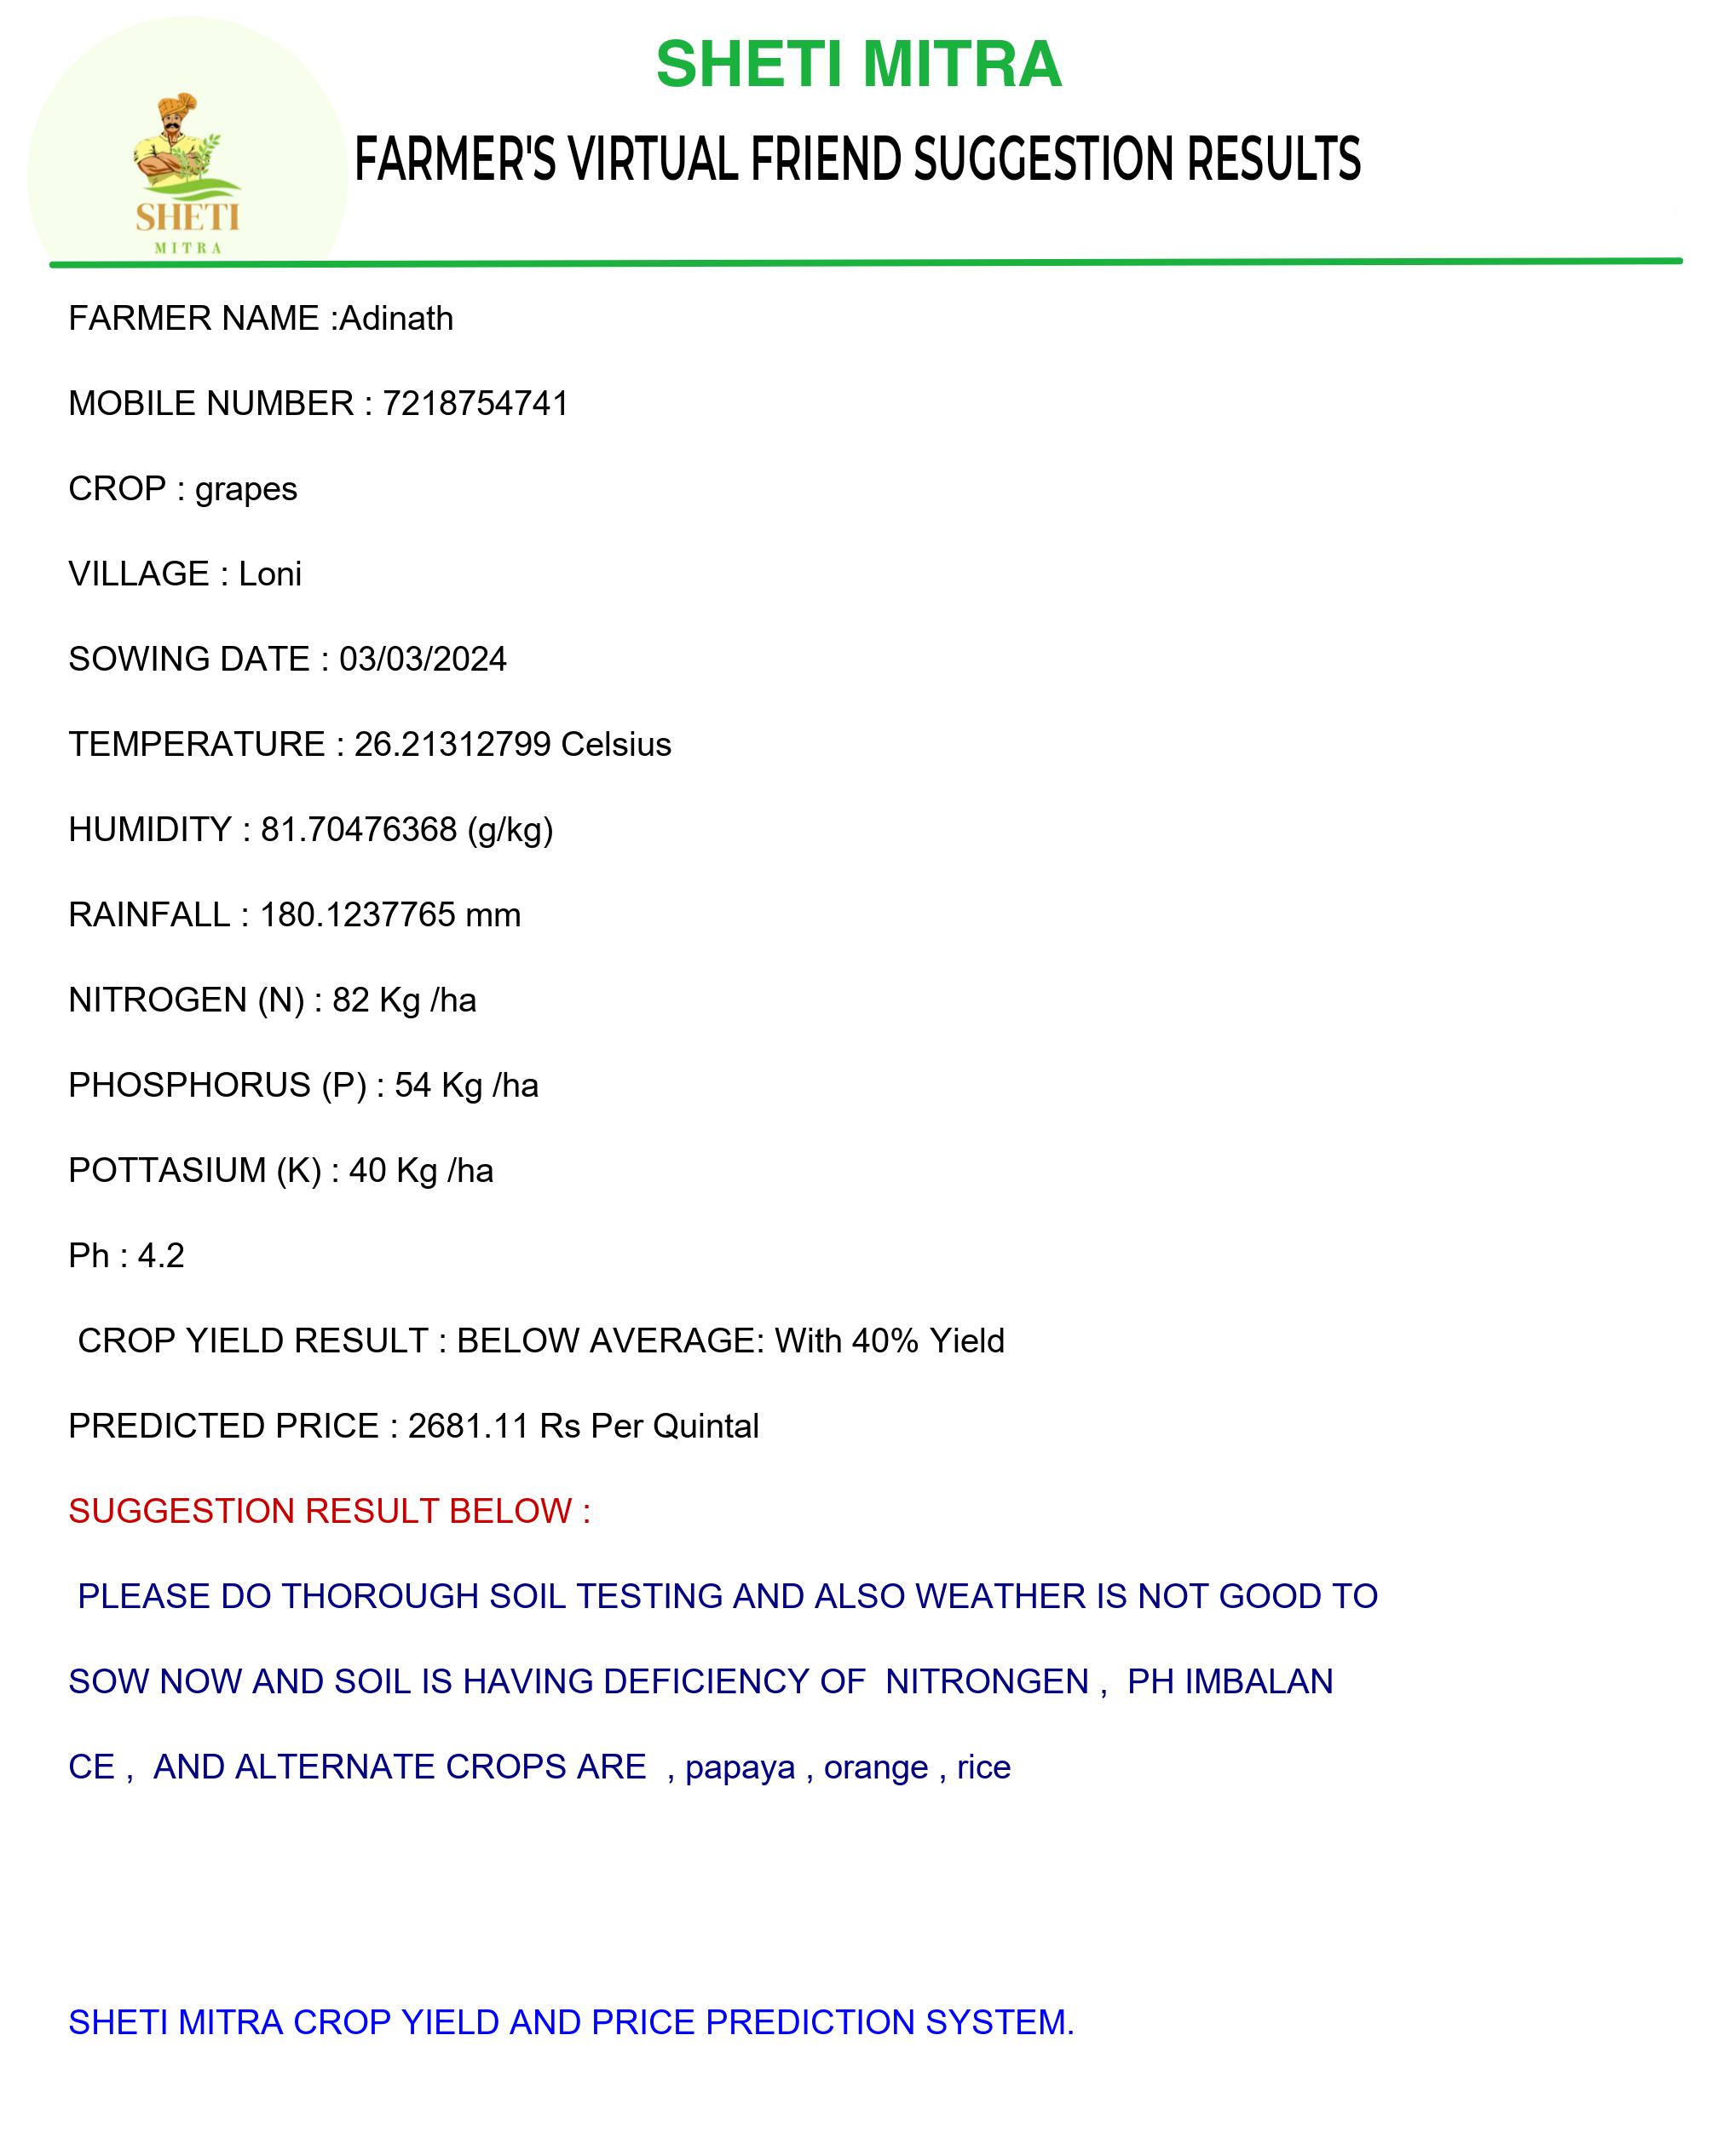 SHETI MITRA
FARMER'S VIRTUAL FRIEND SUGGESTION RESULTS
SHETI
MITRA
FARMER NAME :Adinath
MOBILE NUMBER : 7218754741
CROP : grapes
VILLAGE : Loni
SOWING DATE : 03/03/2024
TEMPERATURE : 26.21312799 Celsius
HUMIDITY : 81.70476368 (g/kg)
RAINFALL : 180.1237765 mm
NITROGEN (N) : 82 Kg /ha
PHOSPHORUS (P) : 54 Kg /ha
POTTASIUM (K) : 40 Kg /ha
Ph : 4.2
CROP YIELD RESULT : BELOW AVERAGE: With 40% Yield
PREDICTED PRICE : 2681.11 Rs Per Quintal
SUGGESTION RESULT BELOW :
PLEASE DO THOROUGH SOIL TESTING AND ALSO WEATHER IS NOT GOOD TO
SOW NOW AND SOIL IS HAVING DEFICIENCY OF  NITRONGEN ,  PH IMBALAN
CE ,  AND ALTERNATE CROPS ARE  , papaya , orange , rice
SHETI MITRA CROP YIELD AND PRICE PREDICTION SYSTEM.